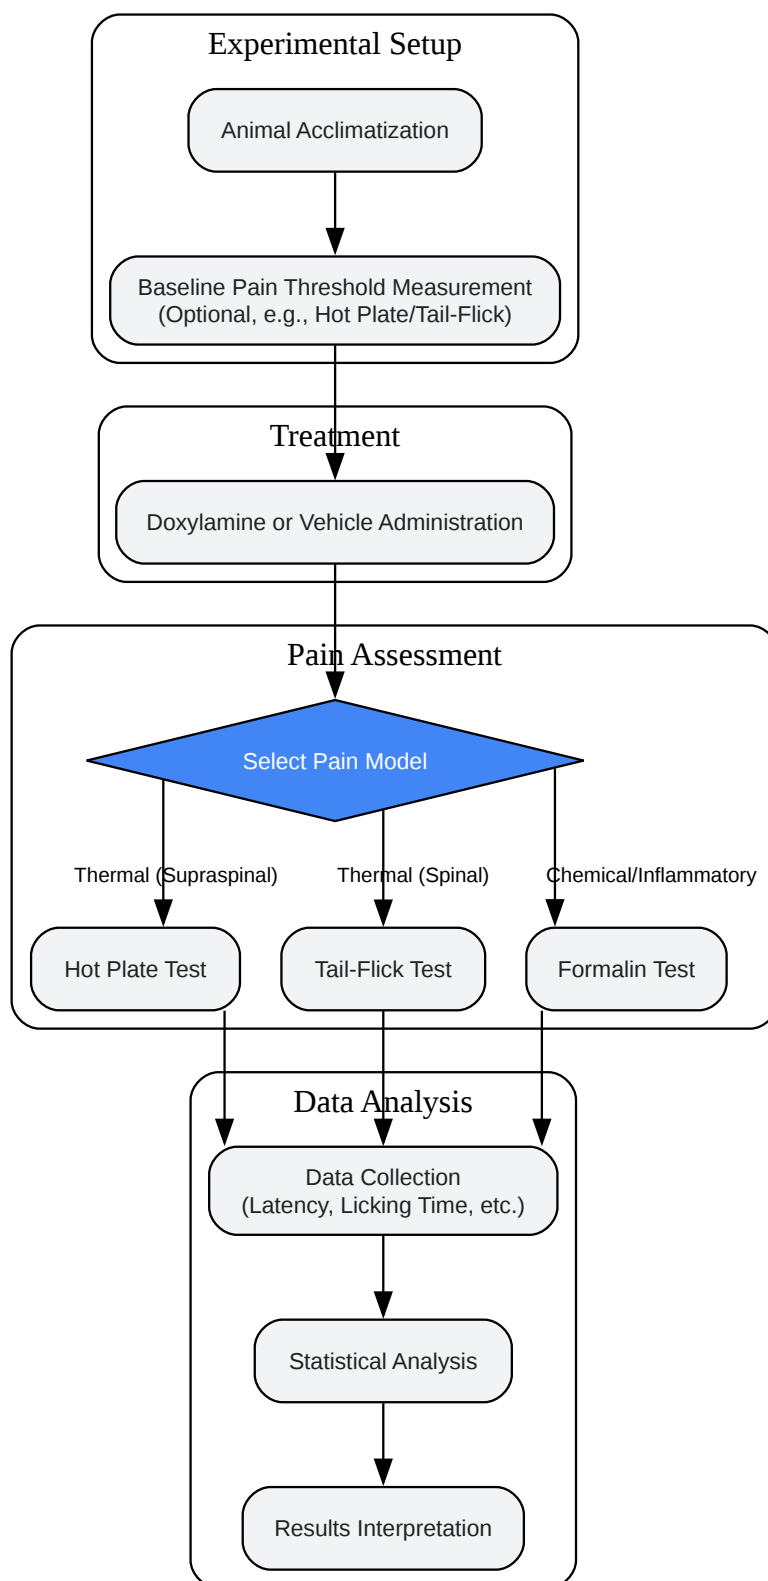 Experimental Setup
Animal Acclimatization
Baseline Pain Threshold Measurement
(Optional, e.g., Hot Plate/Tail-Flick)
Treatment
Doxylamine or Vehicle Administration
Pain Assessment
Select Pain Model
Thermal (Supraspinal)
Thermal (Spinal)
Chemical/Inflammatory
Hot Plate Test
Tail-Flick Test
Formalin Test
Data Analysis
Data Collection
(Latency, Licking Time, etc.)
Statistical Analysis
Results Interpretation